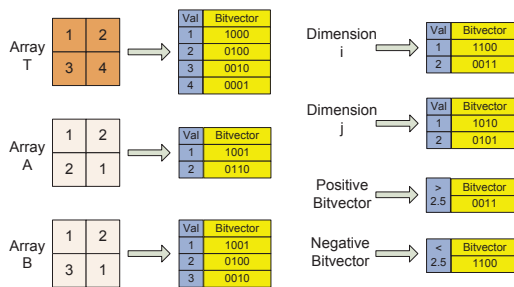 Array
T
1 2
3 4
Val Bitvector
1 1000
2 0100
3 0010
4 0001
Array
A
1 2
2 1
Val Bitvector
1 1001
2 0110
Array
B
1 2
3 1
Val Bitvector
1 1001
2 0100
3 0010
Dimension
i
Val Bitvector
1 1100
2 0011
Dimension
j
Val Bitvector
1 1010
2 0101
Positive
Bitvector
> Bitvector
2.5 0011
Negative
Bitvector
< Bitvector
2.5 1100